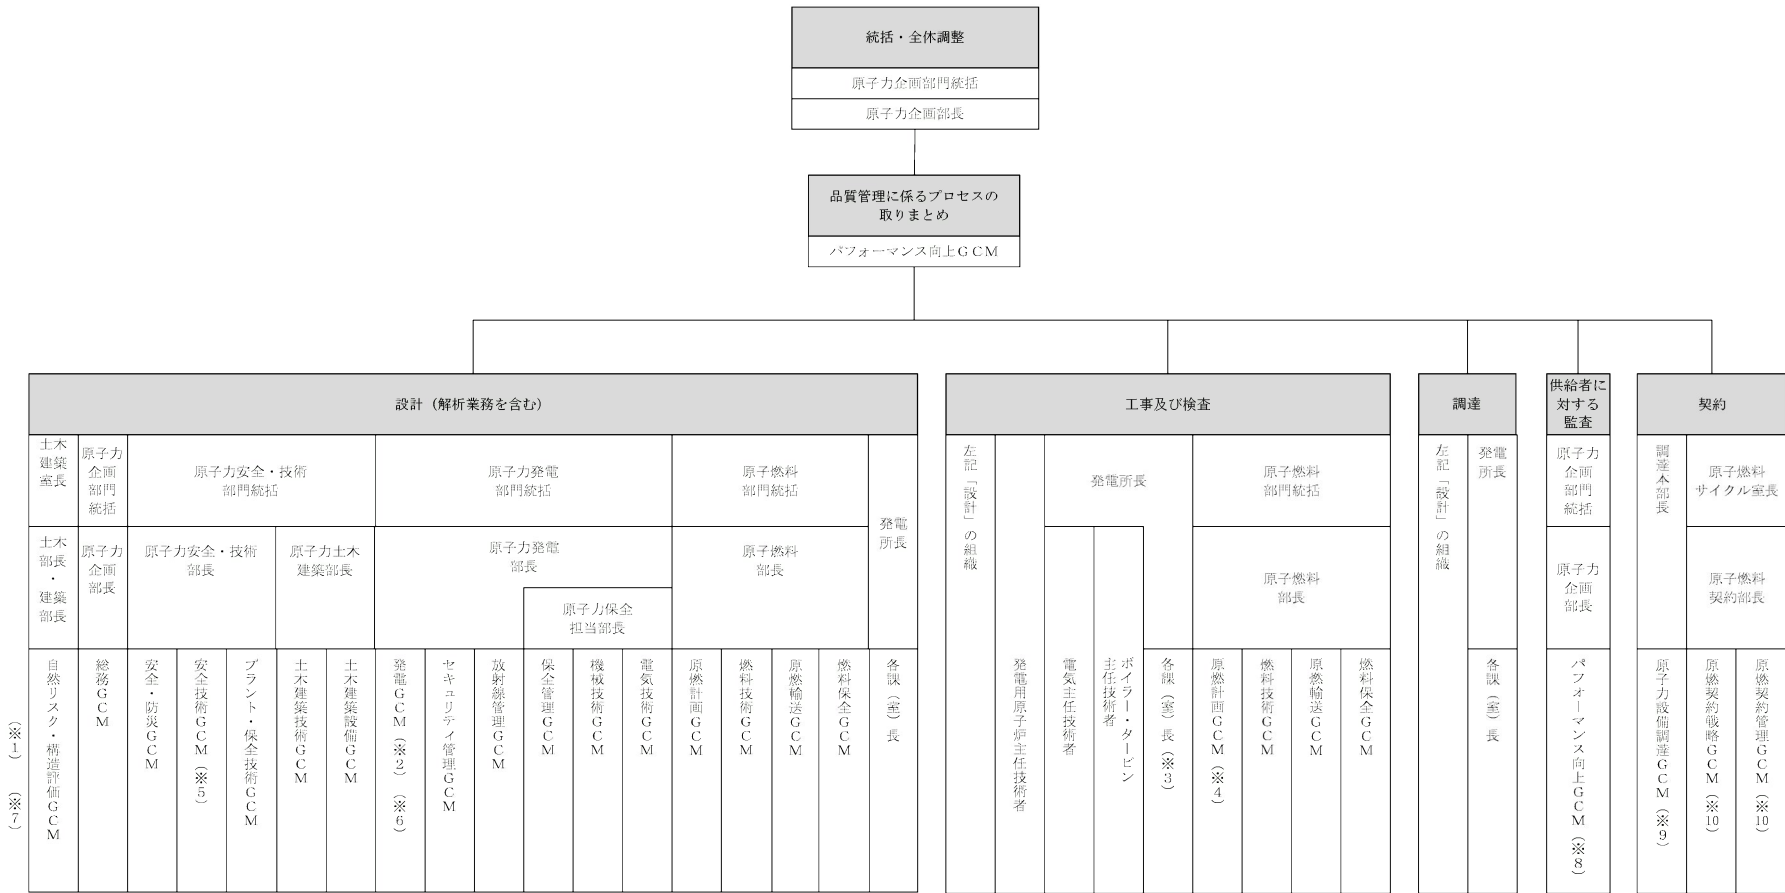 統括・全体調整
原子力企画部門統括
原子力企画部長
品質管理に係るプロセスの
取りまとめ
パフォーマンス向上GCM
設計（解析業務を含む）
土木
建築
室長
原子力
企画
部門
統括
原子力安全・技術
部門統括
原子力発電
部門統括
原子燃料
部門統括
発電
所長
土木
部長
・
建築
部長
原子力
企画
部長
原子力安全・技術
部長
原子力土木
建築部長
原子力発電
部長
原子力保全
担当部長
原子燃料
部長
自然リスク・構造評価GCM
（※1）（※7）
総務GCM
安全・防災GCM
安全技術GCM（※5）
プラント・保全技術GCM
土木建築技術GCM
土木建築設備GCM
発電GCM（※2）（※6）
セキュリティ管理GCM
放射線管理GCM
保全管理GCM
機械技術GCM
電気技術GCM
原燃計画GCM
燃料技術GCM
原燃輸送GCM
燃料保全GCM
各課（室）長
工事及び検査
左記「設計」の組織
発電所長
原子燃料
部門統括
原子燃料
部長
発電用原子炉主任技術者
電気主任技術者
ボイラー・タービン
主任技術者
各課（室）長（※3）
原燃計画GCM（※4）
燃料技術GCM
原燃輸送GCM
燃料保全GCM
調達
左記「設計」の組織
発電
所長
各課（室）長
供給者に
対する
監査
原子力
企画
部門
統括
原子力
企画
部長
パフォーマンス向上GCM（※8）
契約
調達本部長
原子燃料
サイクル室長
原子燃料
契約部長
原子力設備調達GCM（※9）
原燃契約戦略GCM（※10）
原燃契約管理GCM（※10）